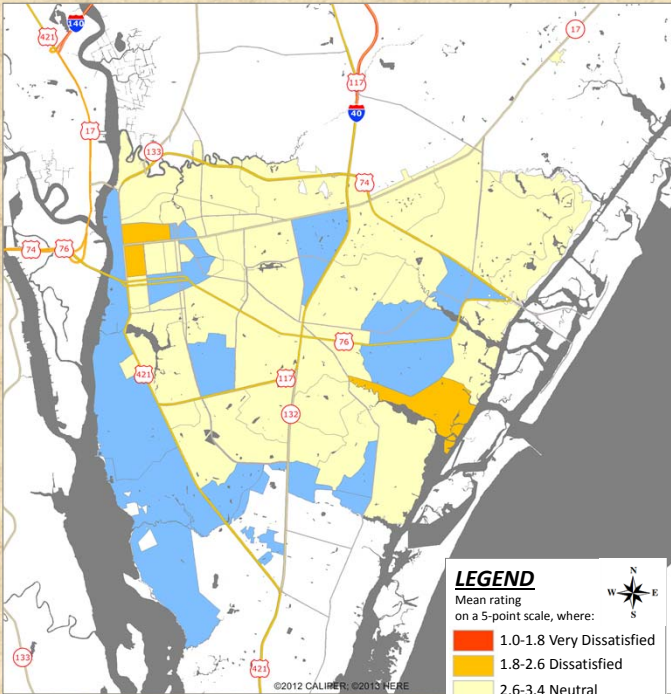 140
421
17
117
17
40
133
74
74
76
76
421
117
132
LEGEND
Mean rating
on a 5-point scale, where:
N
W E
S
1.0-1.8 Very Dissatisfied
1.8-2.6 Dissatisfied
2.6-3.4 Neutral
133
421
©2012 CALIPER; ©2013 HERE